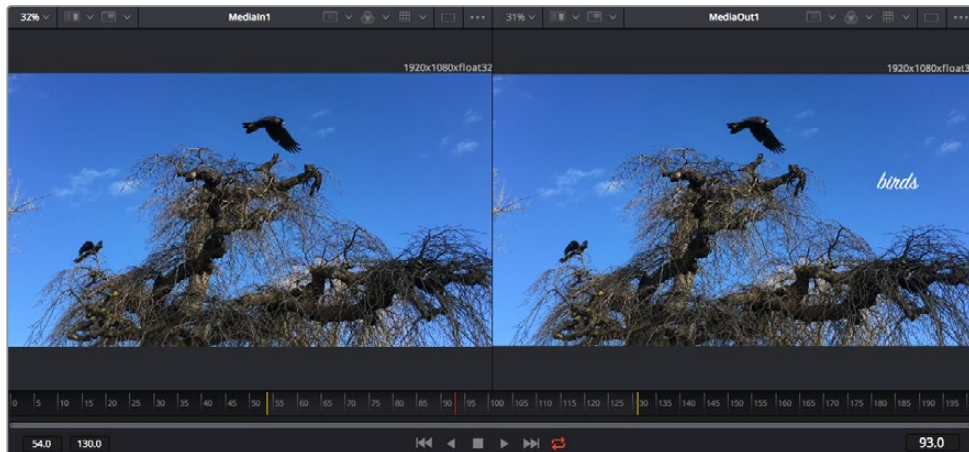 32% MediaIn1 31% MediaOut1
1920x1080xfloat32 1920x1080xfloat3
birds
0 5 10 15 20 25 30 35 40 45 50 55 60 65 70 75 80 85 90 95 100 105 110 115 120 125 30 135 140 145 150 155 160 165 170 175 180 185 190 195
54.0 130.0 93.0